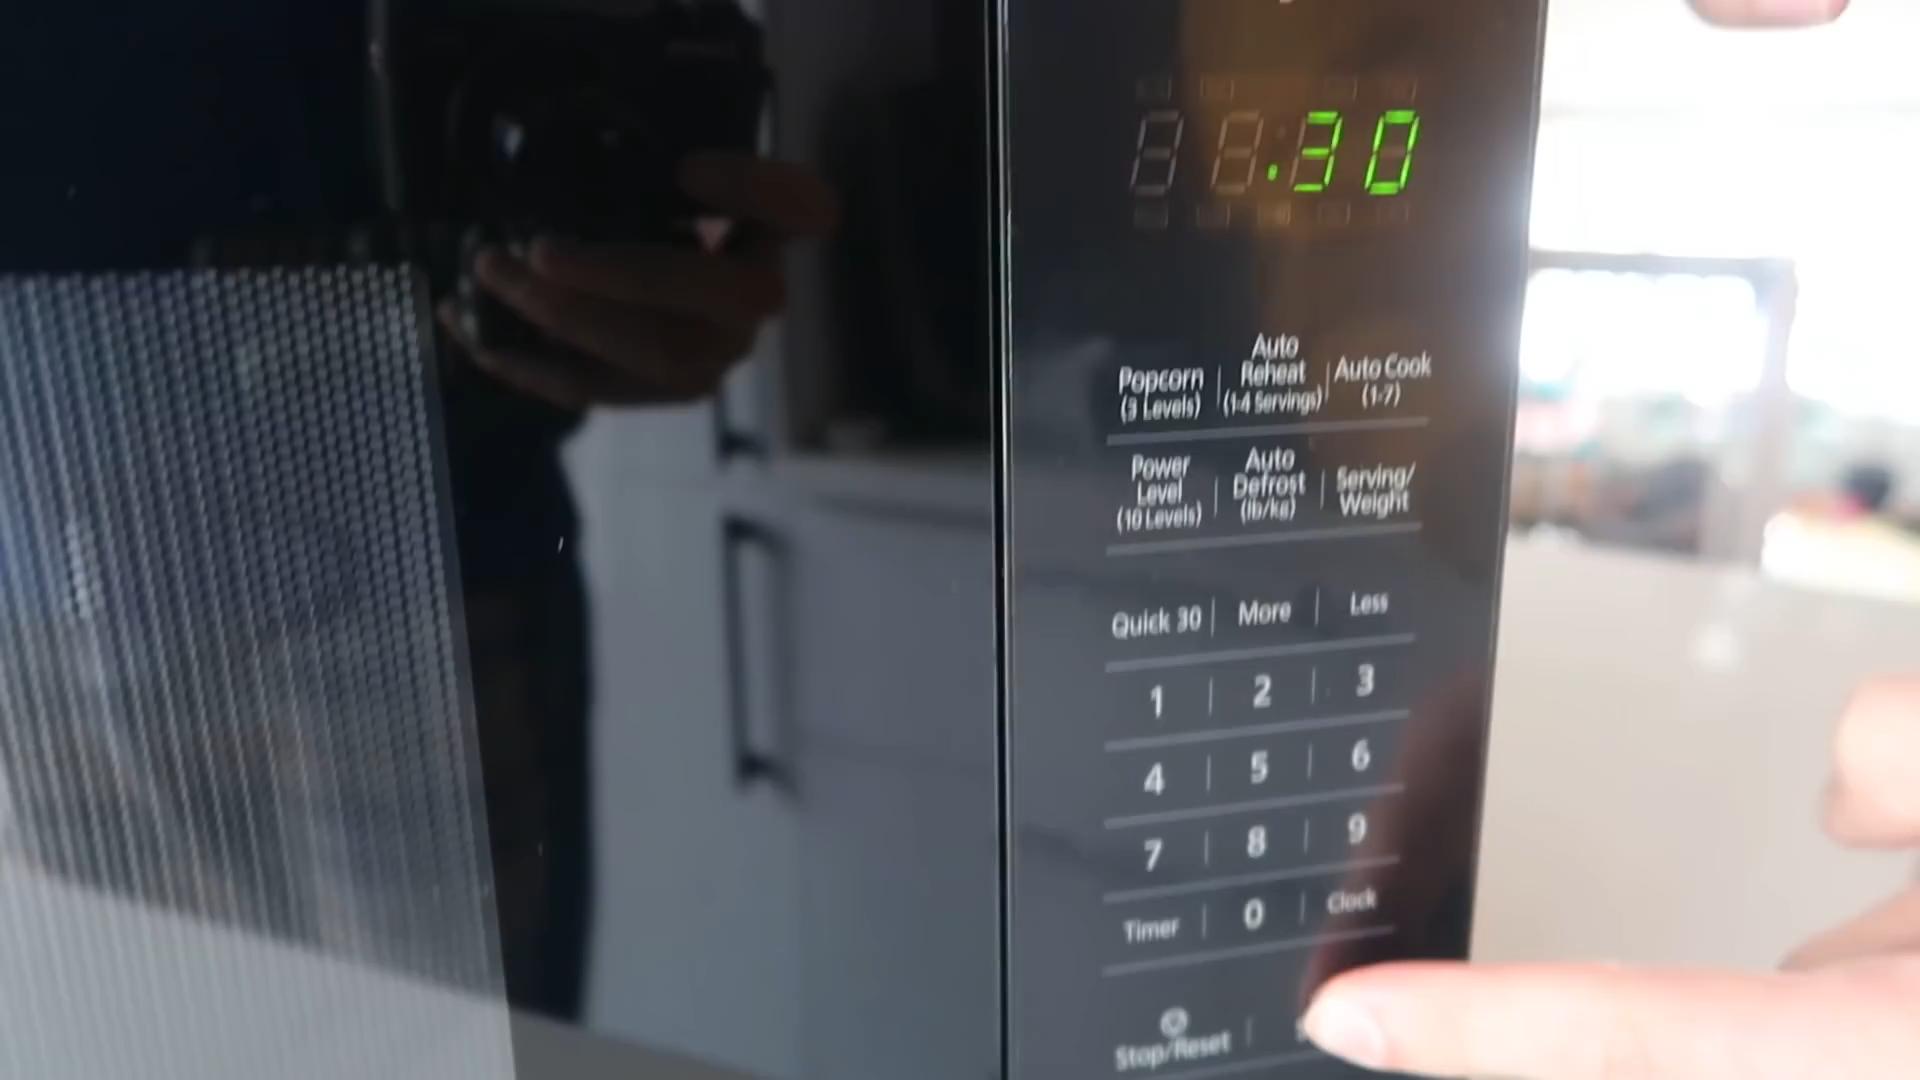 .30
Popcorn
(3 Levels)
Auto
Reheat
(1-4 Servings)
Auto Cook
(1-7)
Power
Level
(10 Levels)
Auto
Defrost
(lb/kg)
Serving/
Weight
Quick 30
More
Less
1
2
3
4
5
6
7
8
9
Timer
0
Clock
Stop/Reset